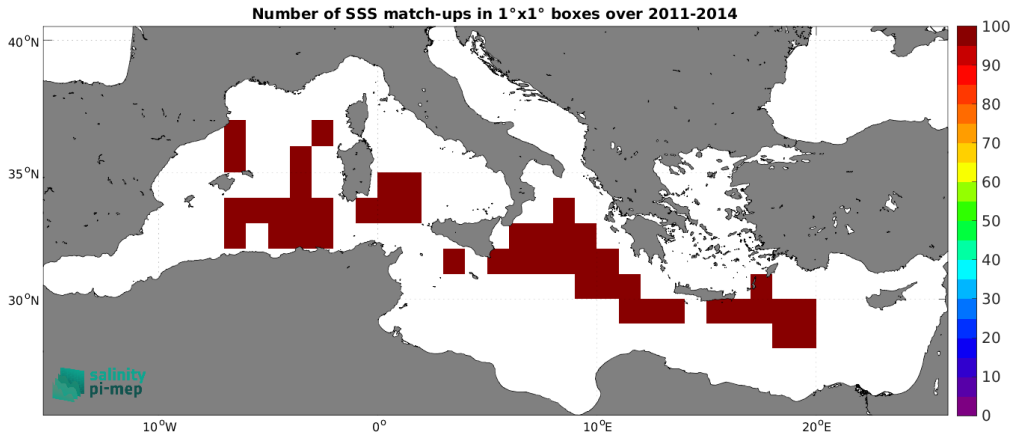 Number of SSS match-ups in 1°x1° boxes over 2011-2014
40°N
35°N
30°N
10°W
0°
10°E
20°E
100
90
80
70
60
50
40
30
20
10
0
salinity
pi-mep